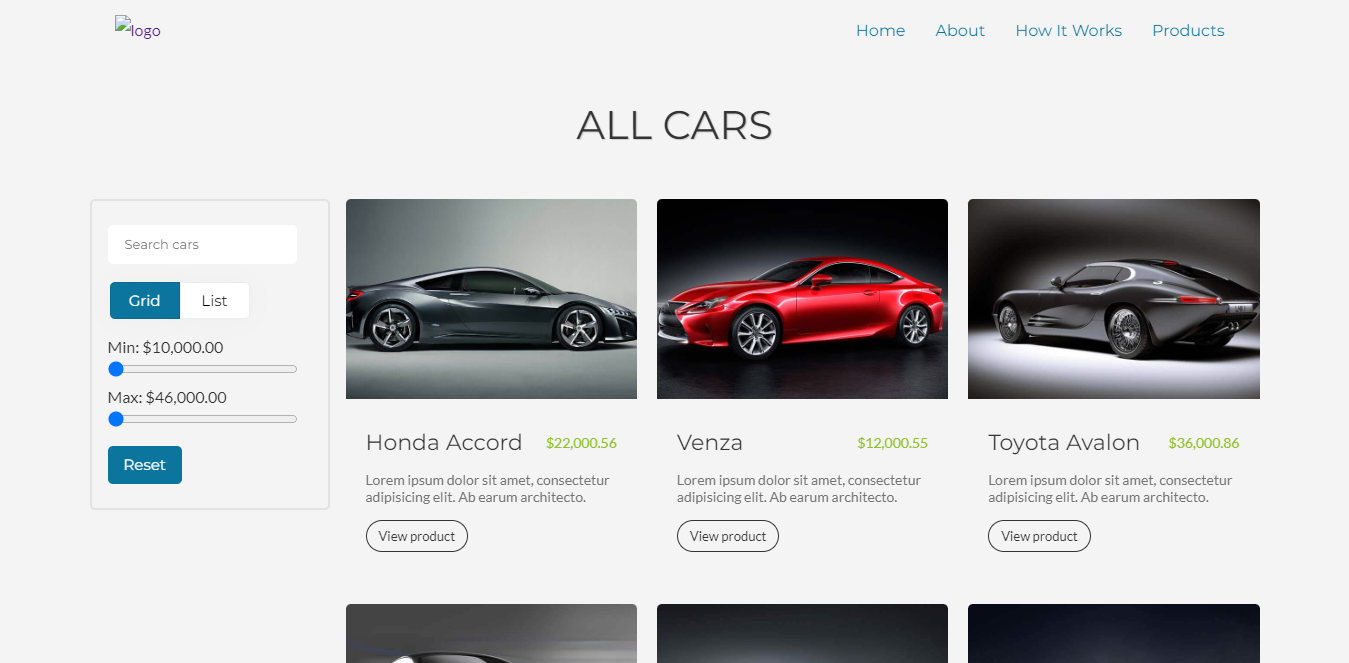 logo
Home About How It Works Products
ALL CARS
Search cars
Grid List
Min: $10,000.00
Max: $46,000.00
Reset
Honda Accord $22,000.56
Lorem ipsum dolor sit amet, consectetur
adipisicing elit. Ab earum architecto.
View product
Venza $12,000.55
Lorem ipsum dolor sit amet, consectetur
adipisicing elit. Ab earum architecto.
View product
Toyota Avalon $36,000.86
Lorem ipsum dolor sit amet, consectetur
adipisicing elit. Ab earum architecto.
View product